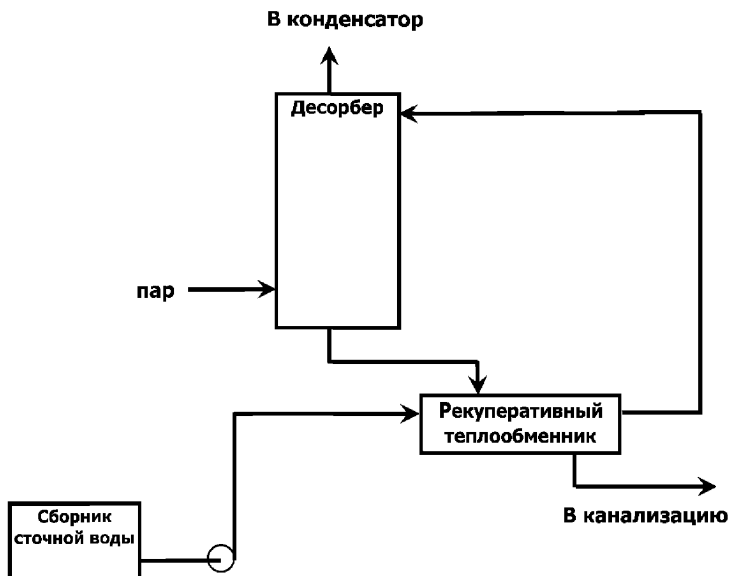 В конденсатор
Десорбер
пар
Рекуперативный
теплообменник
В канализацию
Сборник
сточной воды